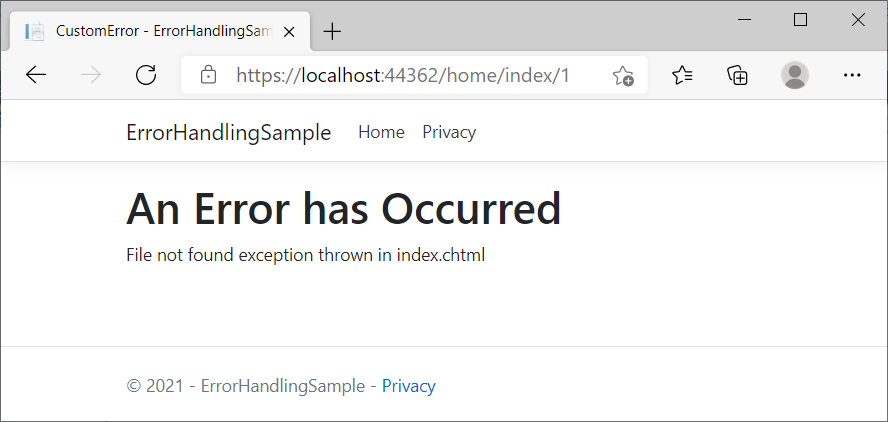 CustomError - ErrorHandlingSam
https://localhost:44362/home/index/1
ErrorHandlingSample Home Privacy
An Error has Occurred
File not found exception thrown in index.chtml
© 2021 - ErrorHandlingSample - Privacy